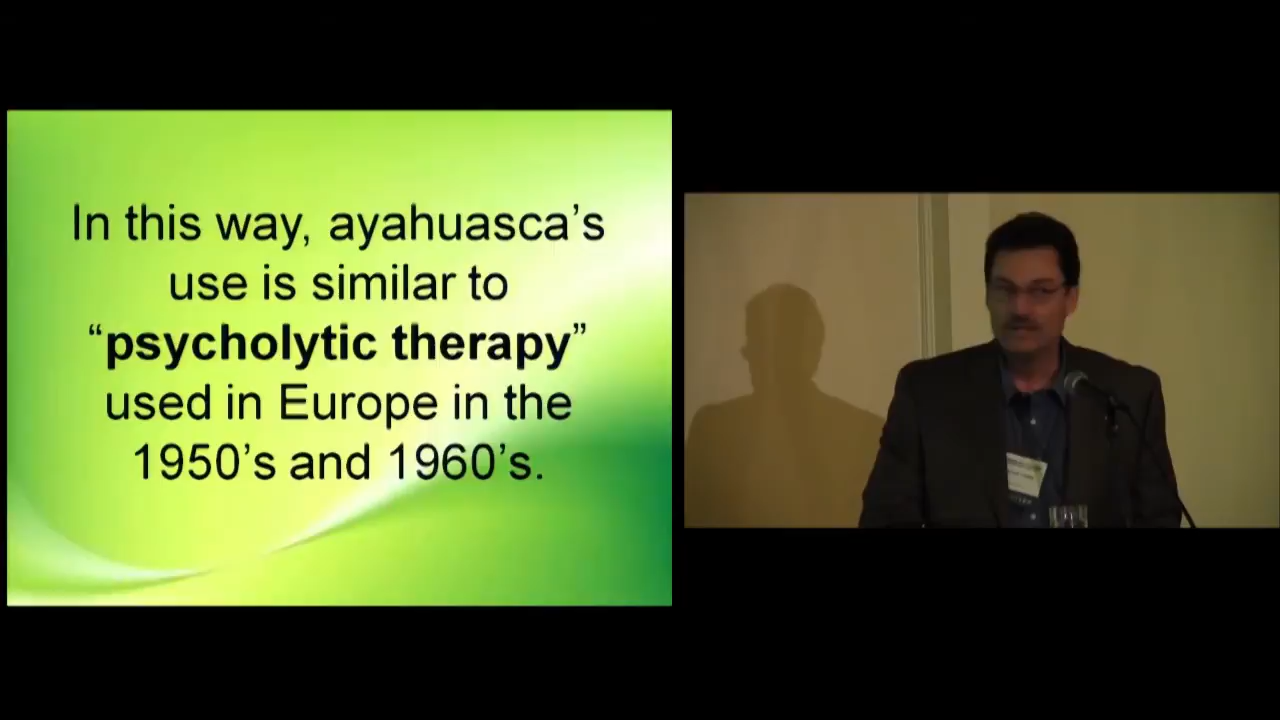 In this way, ayahuasca’s
use is similar to
“psycholytic therapy”
used in Europe in the
1950’s and 1960’s.